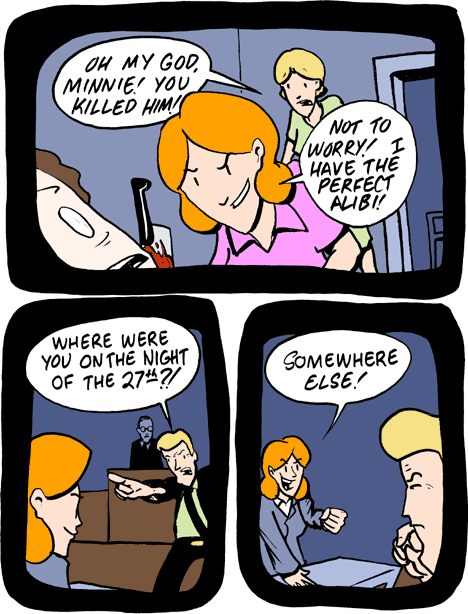 OH MY GOD,
MINNIE! YOU
KILLED HIM!
NOT TO
WORRY! I
HAVE THE
PERFECT
ALIBI!
WHERE WERE
YOU ON THE NIGHT
OF THE 27th?!
SOMEWHERE
ELSE!